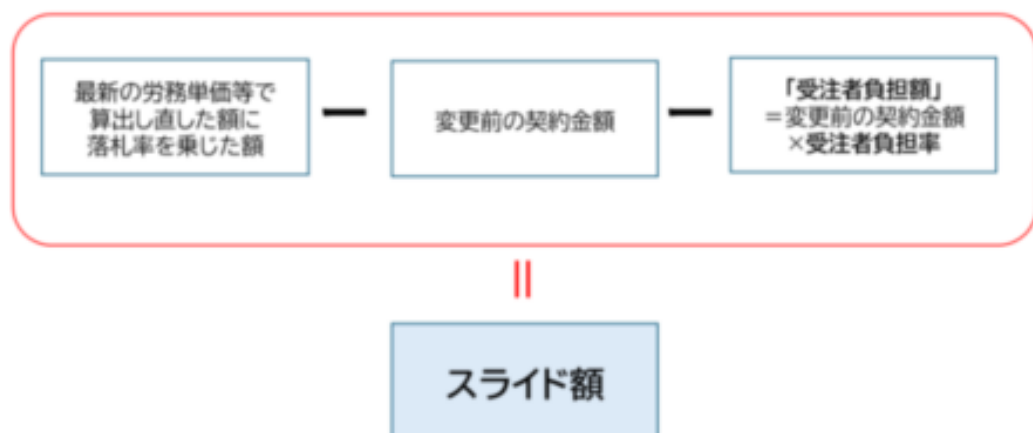 最新の労務単価等で
算出し直した額に
落札率を乗じた額
ー
変更前の契約金額
ー
「受注者負担額」
＝変更前の契約金額
×受注者負担率
＝
スライド額